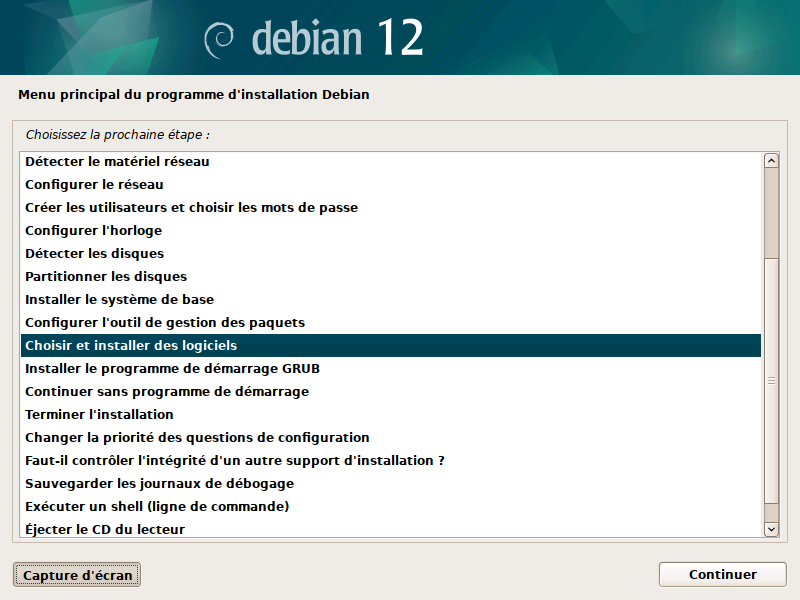 debian 12
Menu principal du programme d'installation Debian
Choisissez la prochaine étape :
Détecter le matériel réseau
Configurer le réseau
Créer les utilisateurs et choisir les mots de passe
Configurer l'horloge
Détecter les disques
Partitionner les disques
Installer le système de base
Configurer l'outil de gestion des paquets
Choisir et installer des logiciels
Installer le programme de démarrage GRUB
Continuer sans programme de démarrage
Terminer l'installation
Changer la priorité des questions de configuration
Faut-il contrôler l'intégrité d'un autre support d'installation ?
Sauvegarder les journaux de débogage
Exécuter un shell (ligne de commande)
Éjecter le CD du lecteur
Capture d'écran
Continuer